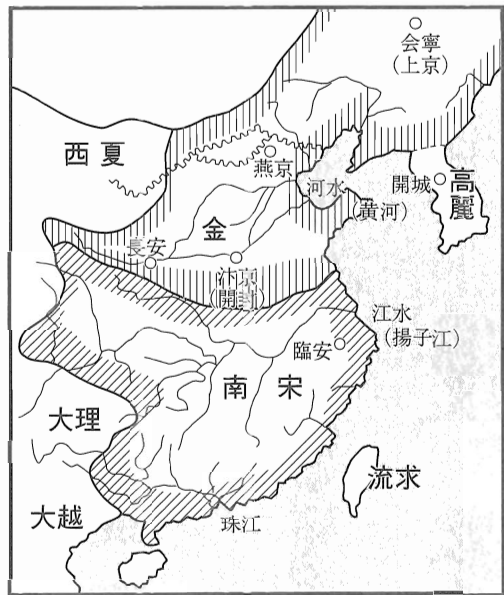 会寧
(上京)
西夏
燕京
河水
(黄河)
開城
高麗
金
長安
汴京
(開封)
江水
(揚子江)
臨安
南宋
大理
流求
大越
珠江